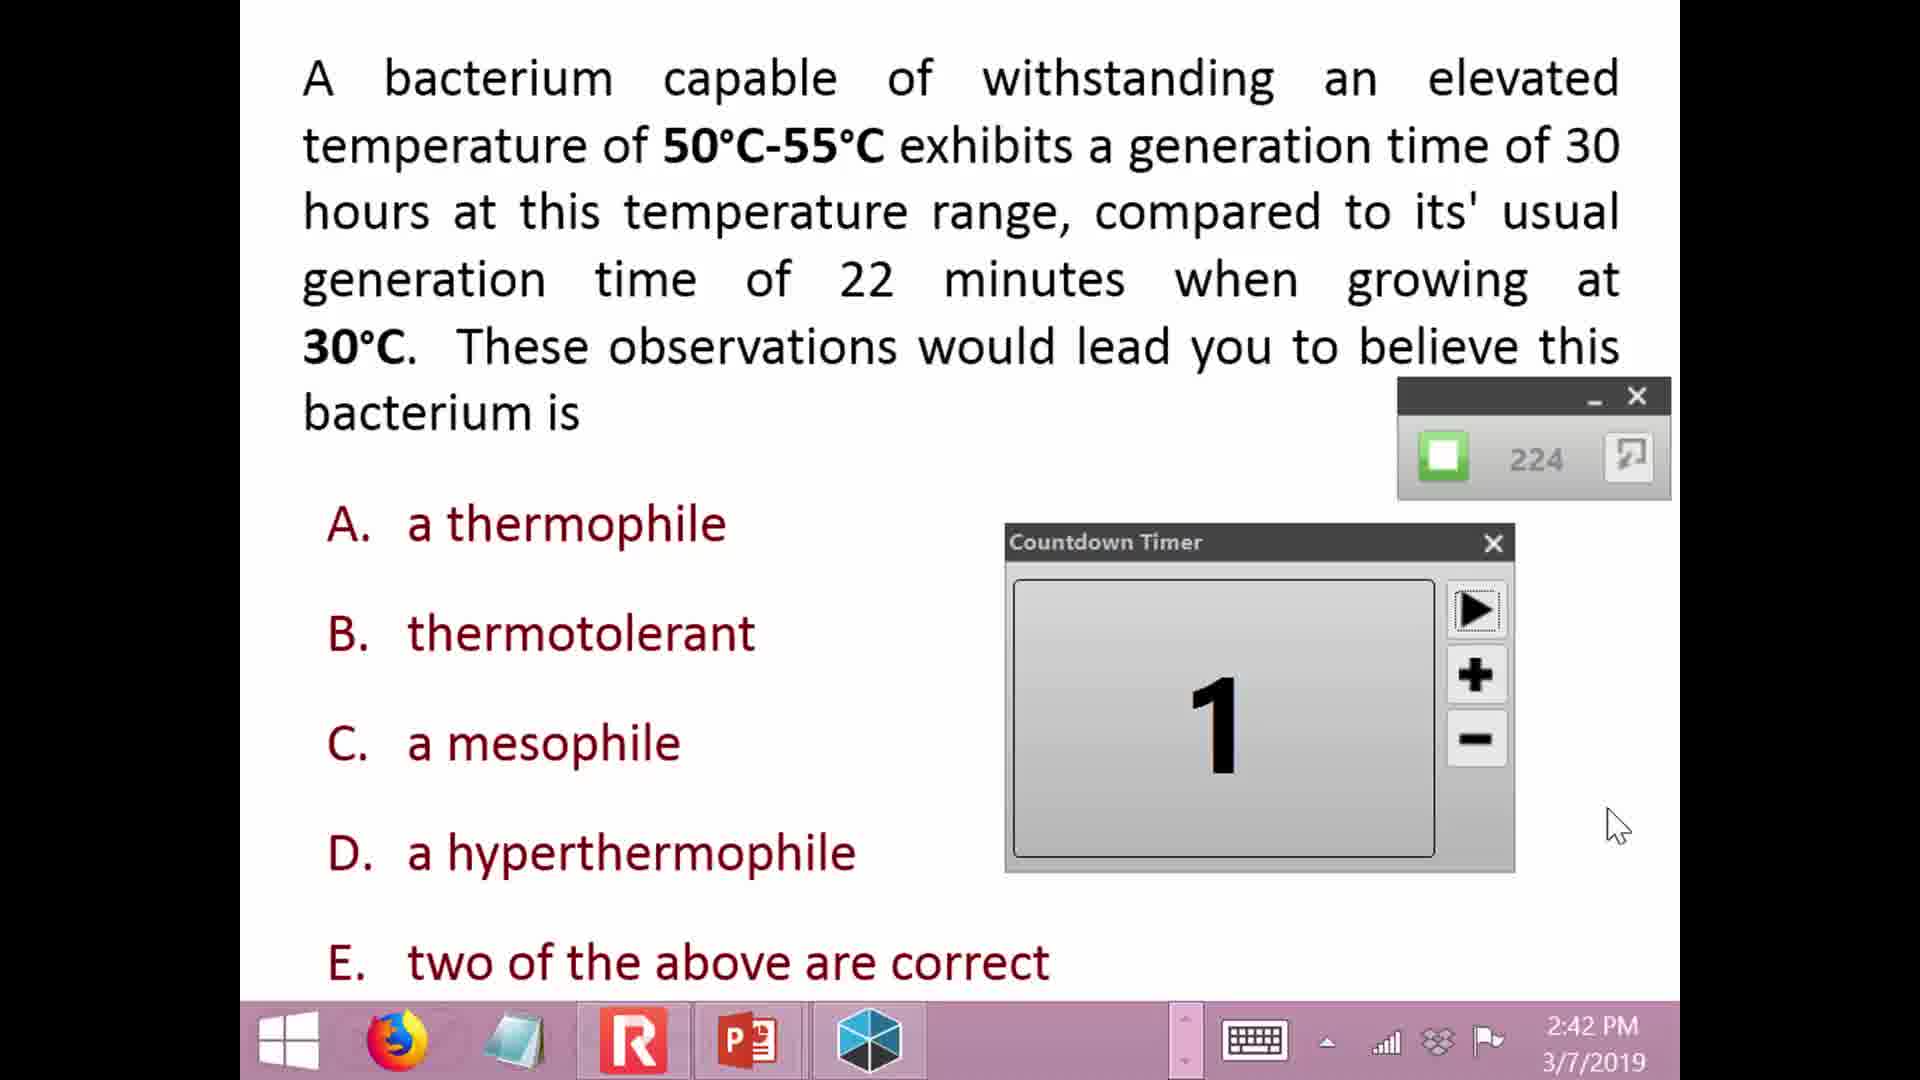 A bacterium capable of withstanding an elevated
temperature of 50°C-55°C exhibits a generation time of 30
hours at this temperature range, compared to its' usual
generation time of 22 minutes when growing at
30°C. These observations would lead you to believe this
bacterium is
224
A. a thermophile
Countdown Timer
B. thermotolerant
1
C. a mesophile
D. a hyperthermophile
E. two of the above are correct
R
P
2:42 PM
3/7/2019